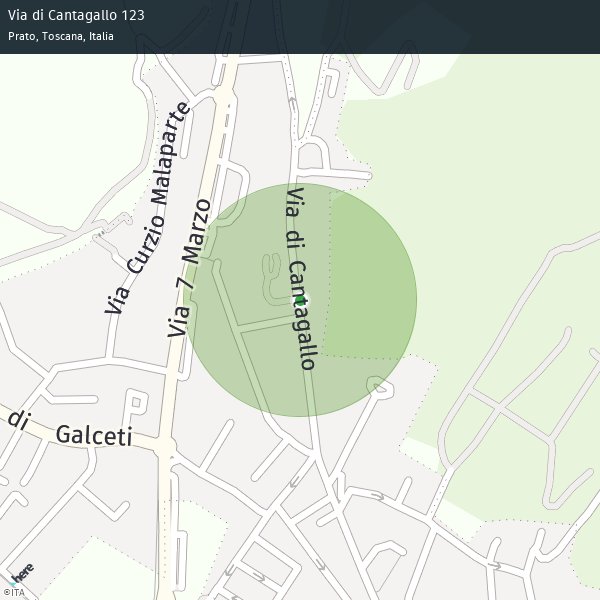 Via di Cantagallo 123
Prato, Toscana, Italia
Via Curzio Malaparte
Via 7 Marzo
Via di Cantagallo
di Galceti
here
©ITA